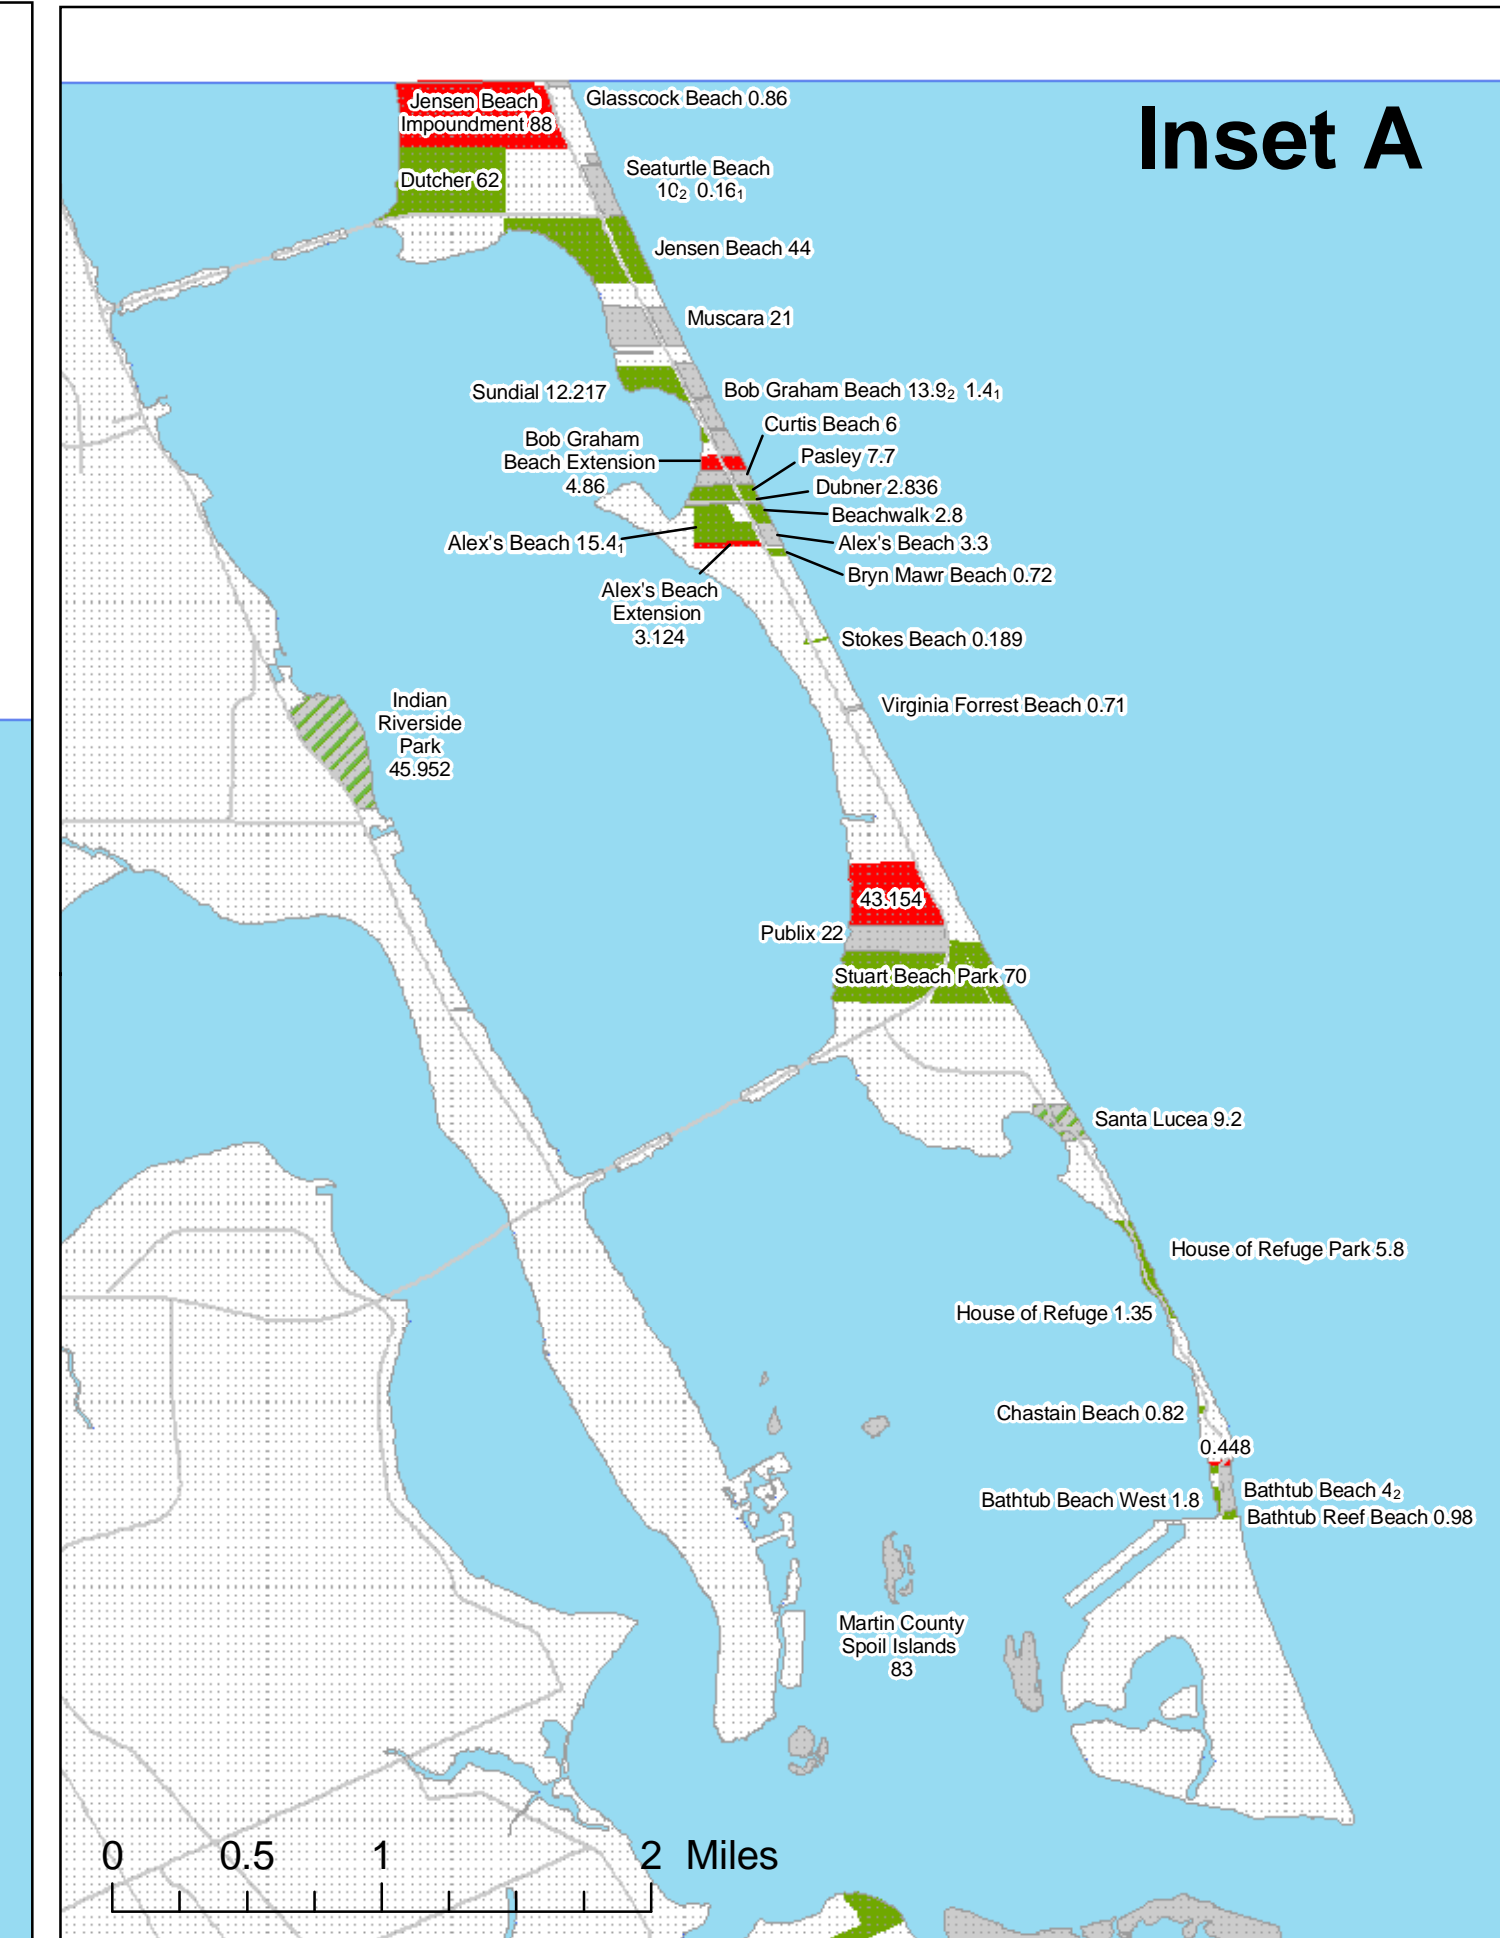 Inset A
Jensen Beach
Impoundment 88
Glasscock Beach 0.86
Dutcher 62
Seaturtle Beach
10₂ 0.16₁
Jensen Beach 44
Muscara 21
Sundial 12.217
Bob Graham Beach 13.9₂ 1.4₁
Curtis Beach 6
Bob Graham
Beach Extension
4.86
Pasley 7.7
Dubner 2.836
Beachwalk 2.8
Alex's Beach 15.4₁
Alex's Beach 3.3
Bryn Mawr Beach 0.72
Alex's Beach
Extension
3.124
Stokes Beach 0.189
Virginia Forrest Beach 0.71
Indian
Riverside
Park
45.952
43.154
Publix 22
Stuart Beach Park 70
Santa Lucea 9.2
House of Refuge Park 5.8
House of Refuge 1.35
Chastain Beach 0.82
0.448
Bathtub Beach West 1.8
Bathtub Beach 4₂
Bathtub Reef Beach 0.98
Martin County
Spoil Islands
83
0 0.5 1 2 Miles